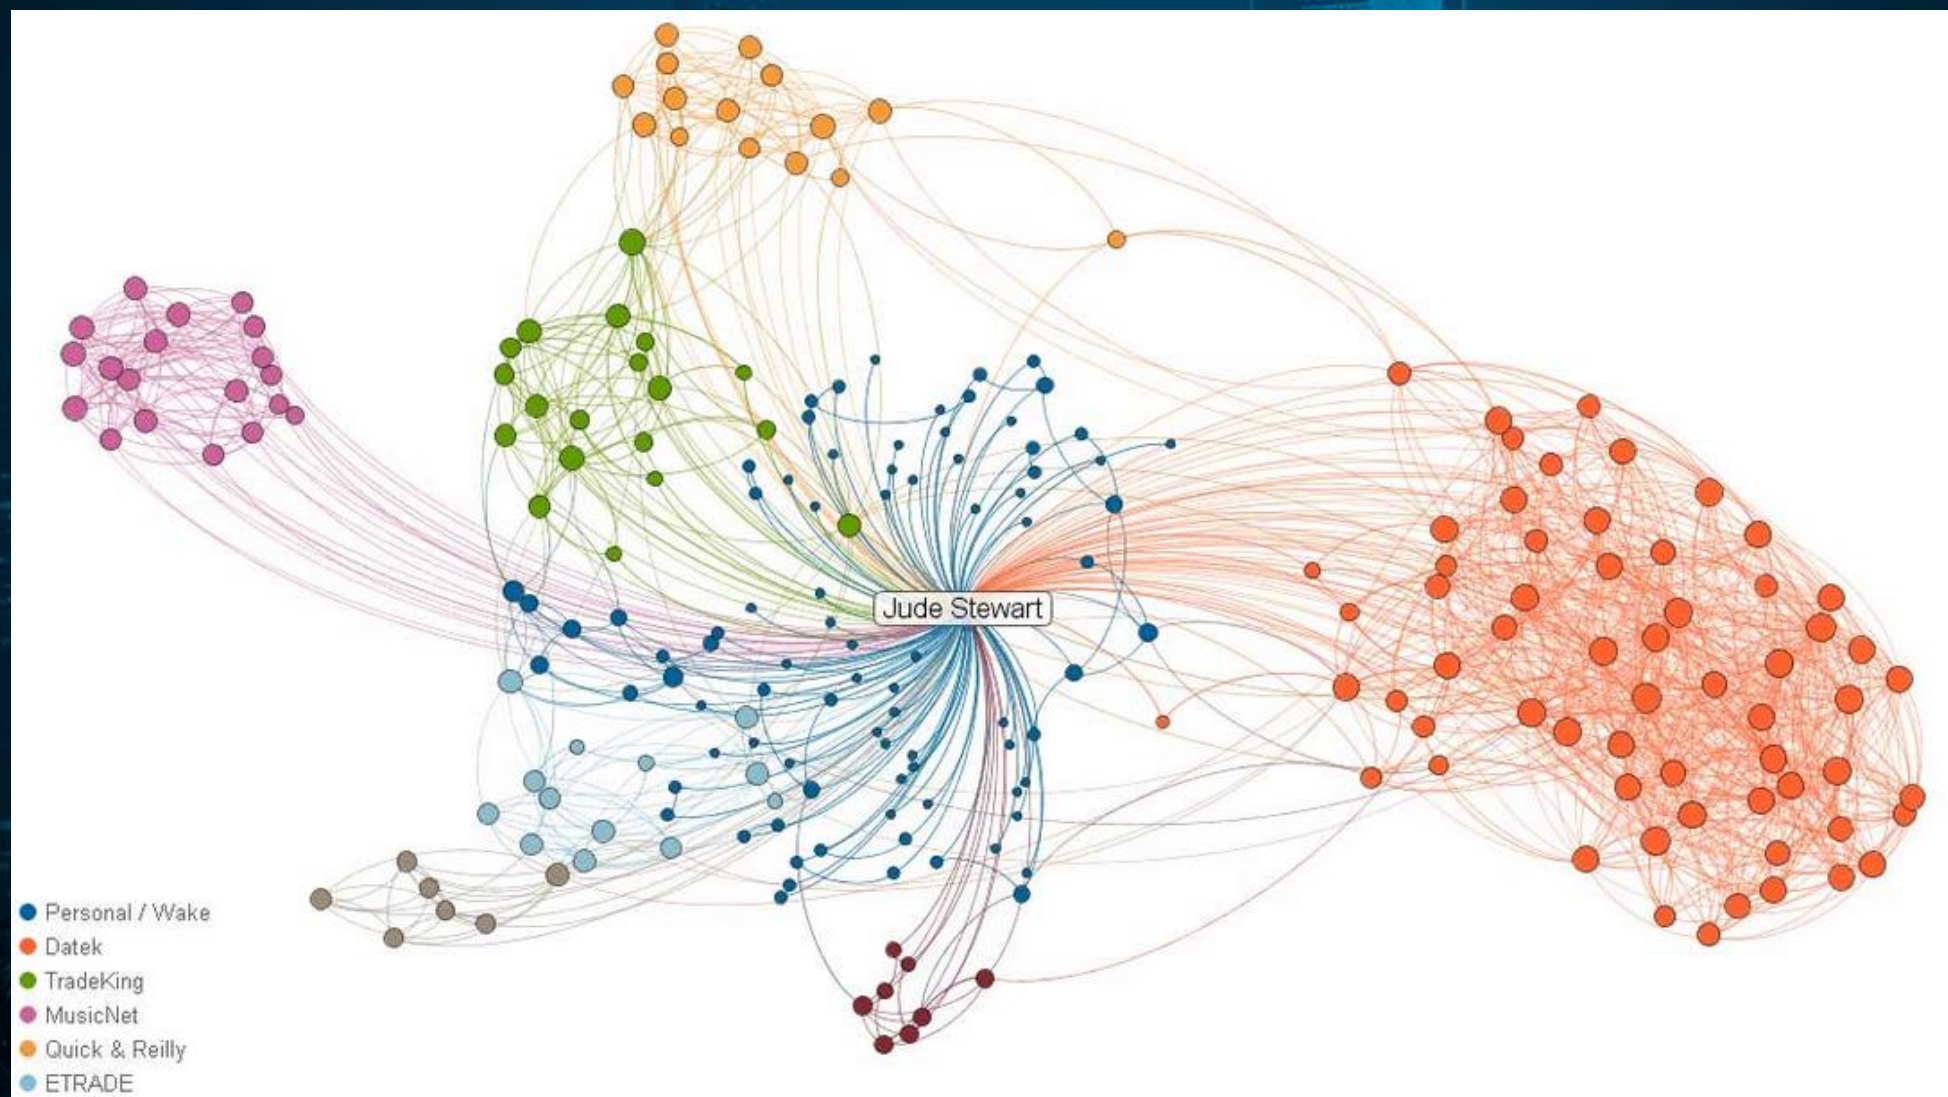 Jude Stewart
Personal / Wake
Datek
TradeKing
MusicNet
Quick & Reilly
ETRADE